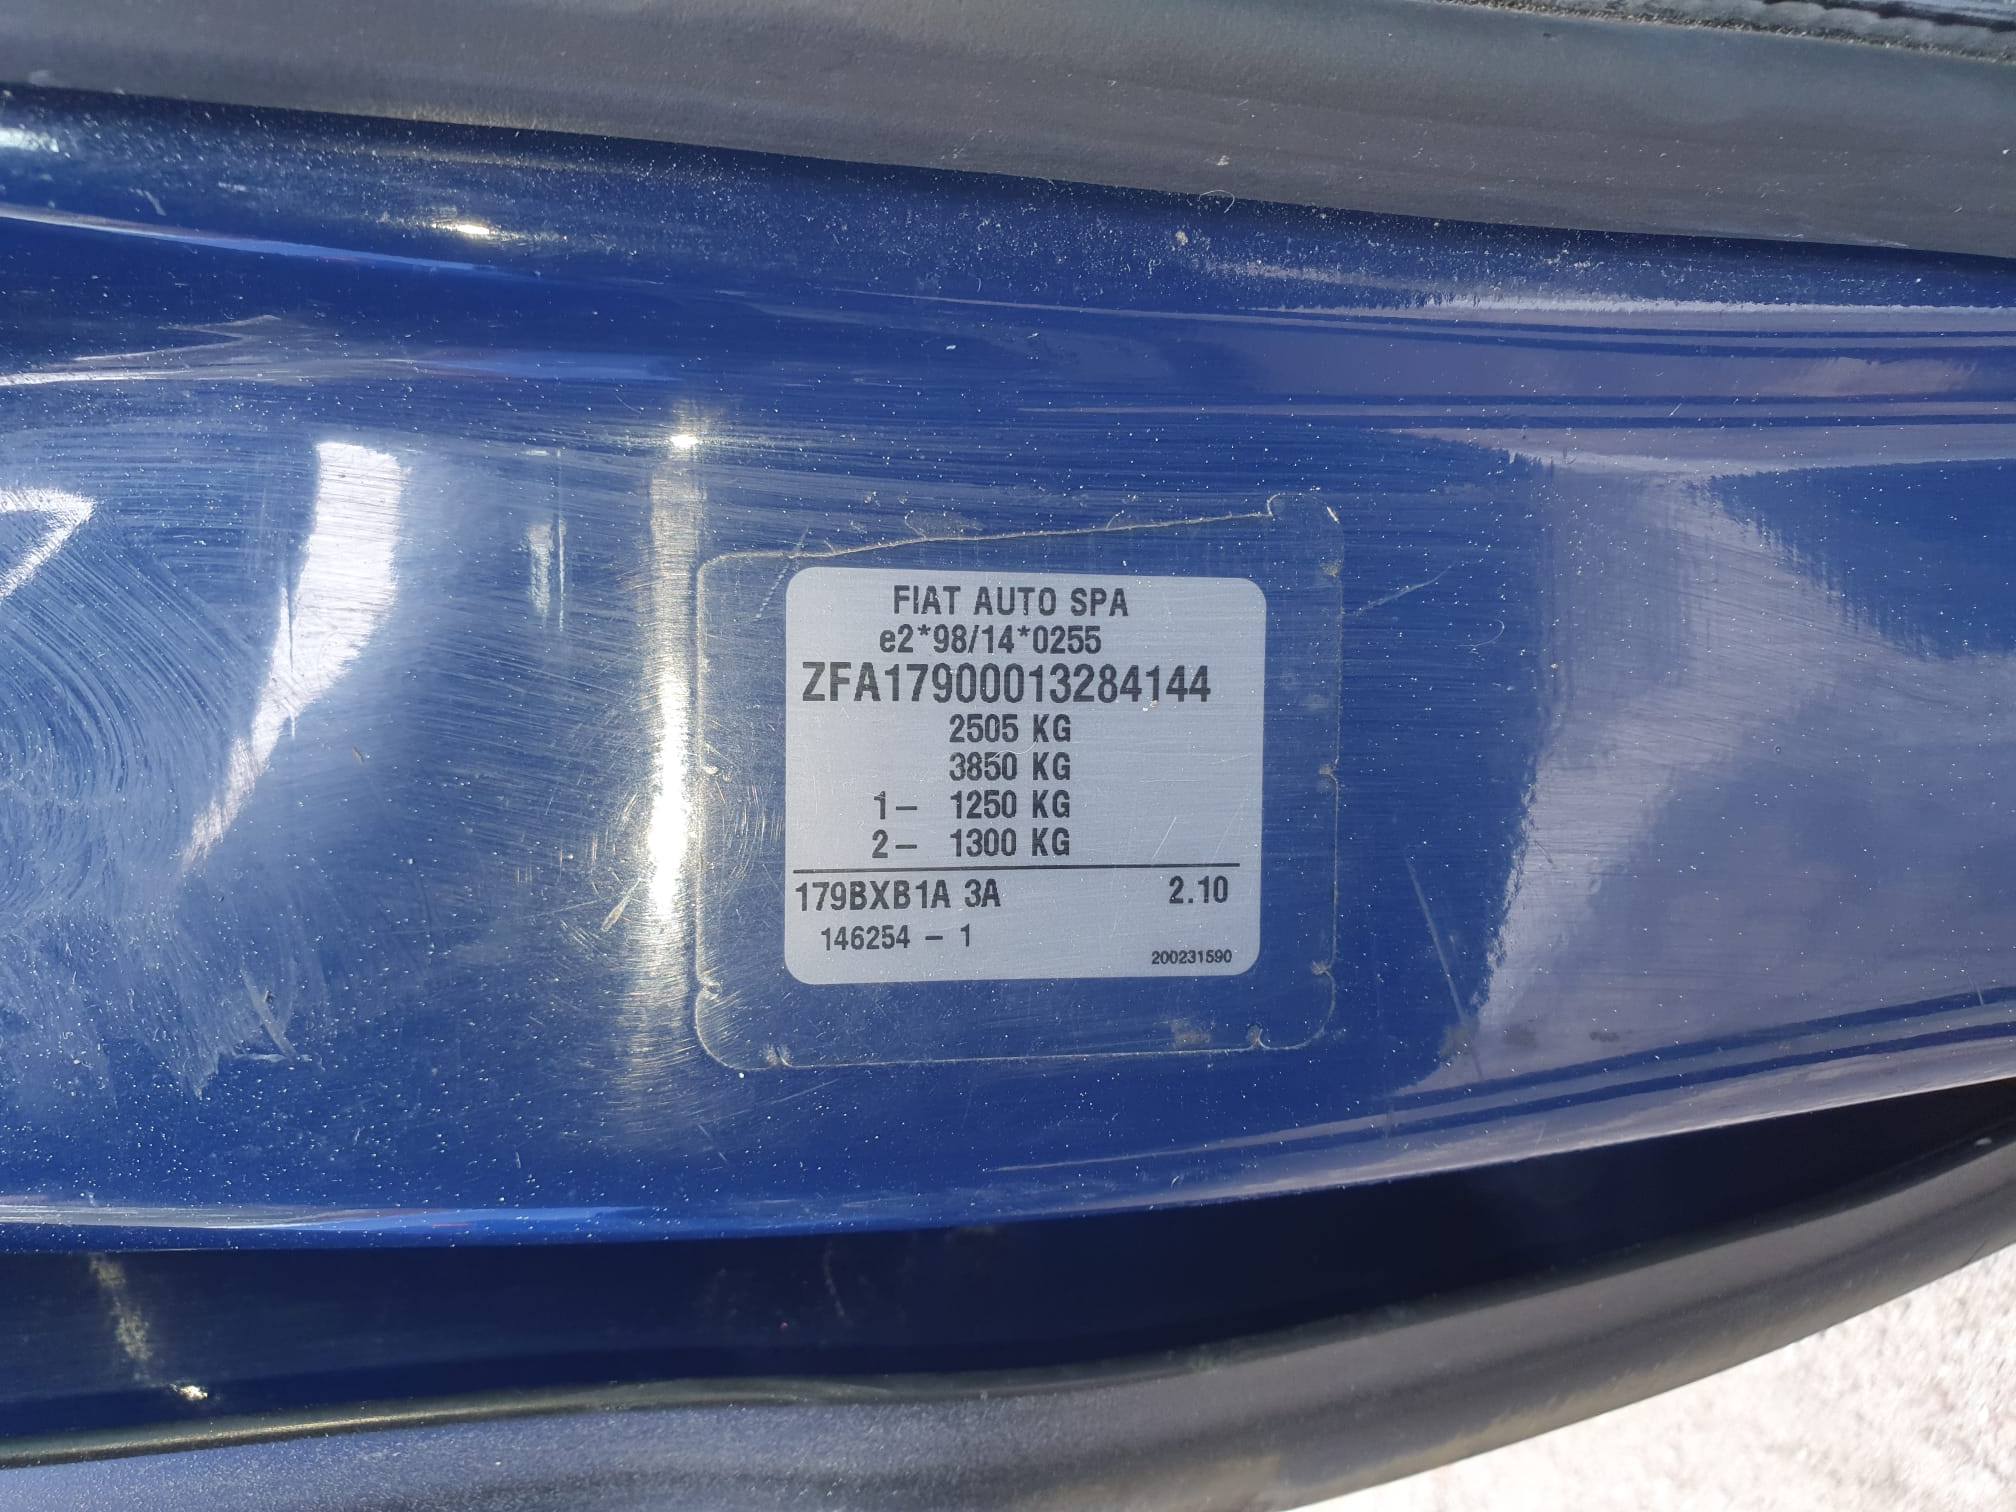 FIAT AUTO SPA
e2*98/14*0255
ZFA17900013284144
2505 KG
3850 KG
1- 1250 KG
2- 1300 KG
179BXB1A 3A 2.10
146254 - 1
200231590